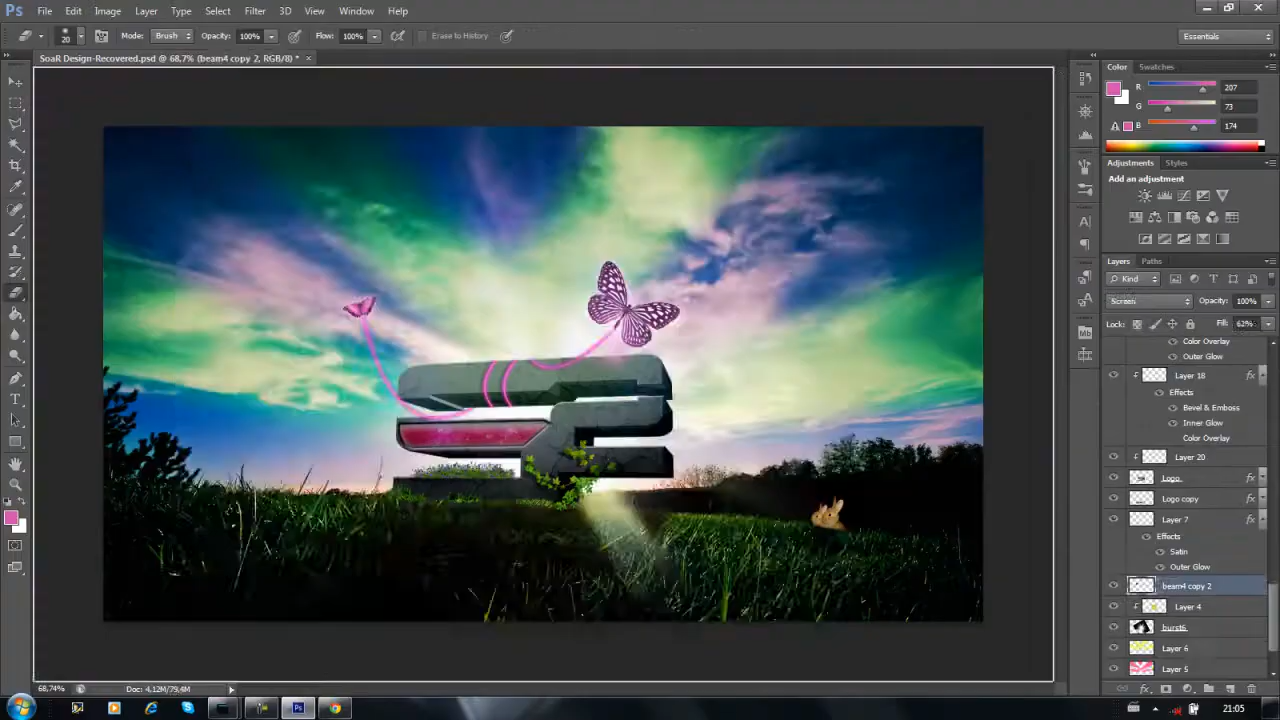 Ps File Edit Image Layer Type Select Filter 3D View Window Help
20 Mode: Brush Opacity: 100% Flow: 100% Erase to History Essentials
SoaR Design-Recovered.psd @ 68,7% (beam4 copy 2, RGB/8) * ×
Color Swatches
R 207
G 73
B 174
Adjustments Styles
Add an adjustment
Layers Paths
Kind
Screen Opacity: 100%
Lock: Fill: 62%
Color Overlay
Outer Glow
Layer 18 fx
Effects
Bevel & Emboss
Inner Glow
Color Overlay
Layer 20
Logo fx
Logo copy fx
Layer 7 fx
Effects
Satin
Outer Glow
beam4 copy 2
Layer 4
burst6
Layer 6
Layer 5
68,74% Doc: 4,12M/79,4M
21:05